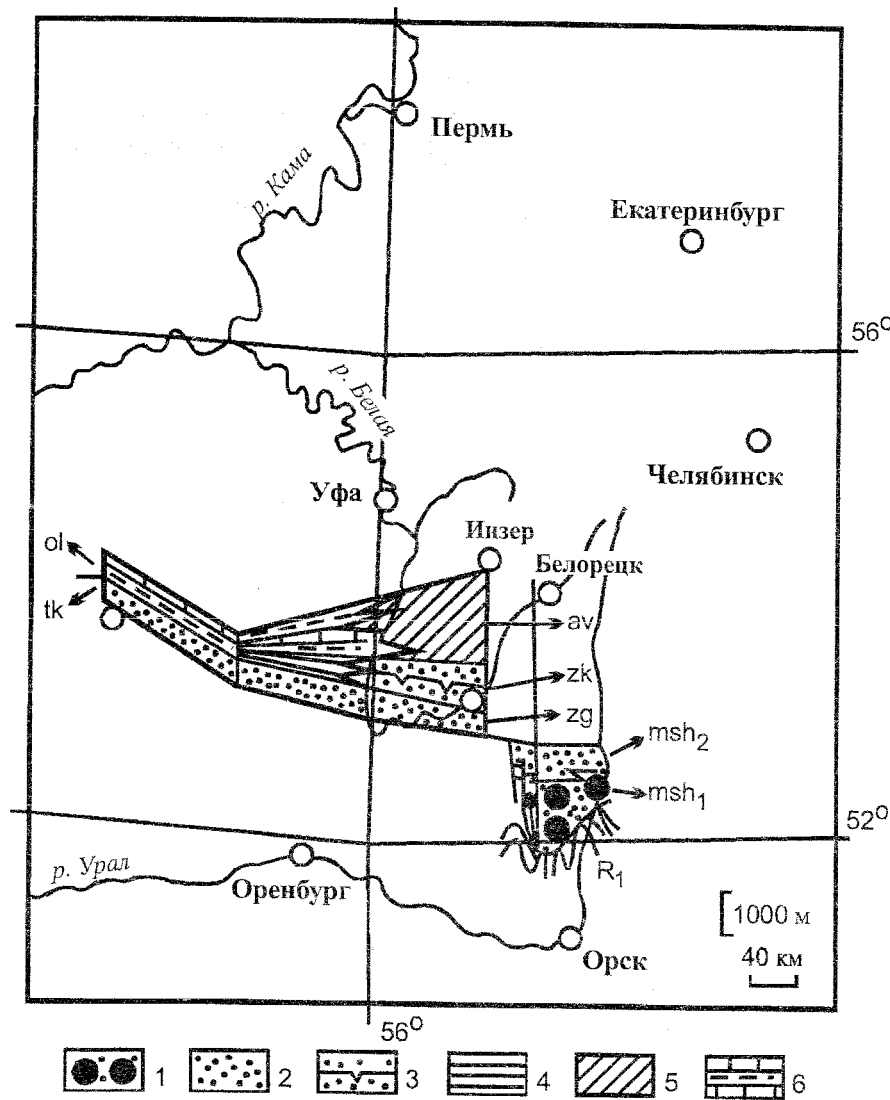 Пермь
р. Кама
Екатеринбург
56°
р. Белая
Челябинск
Уфа
Инзер
ol
Белорецк
tk
av
zk
zg
msh₂
msh₁
52°
р. Урал
R₁
Оренбург
1000 м
Орск
40 км
56°
1 2 3 4 5 6